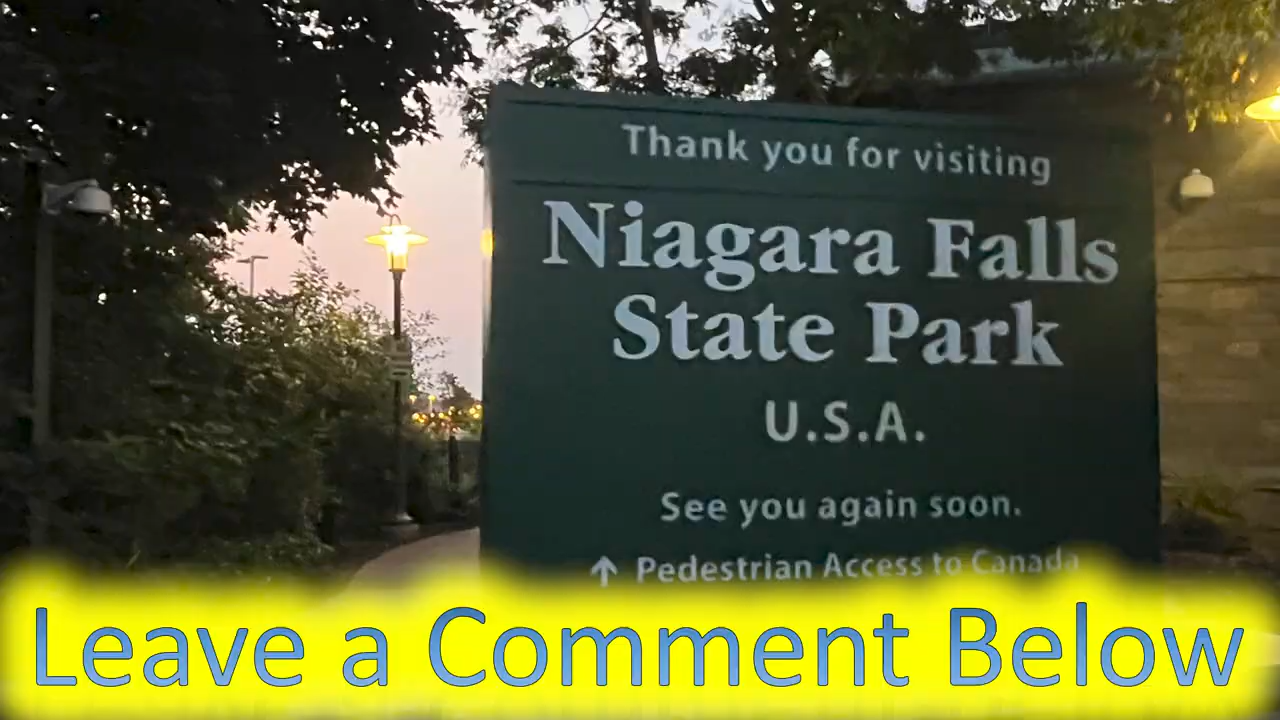 Thank you for visiting
Niagara Falls
State Park
U.S.A.
See you again soon.
↑ Pedestrian Access to Canada
Leave a Comment Below